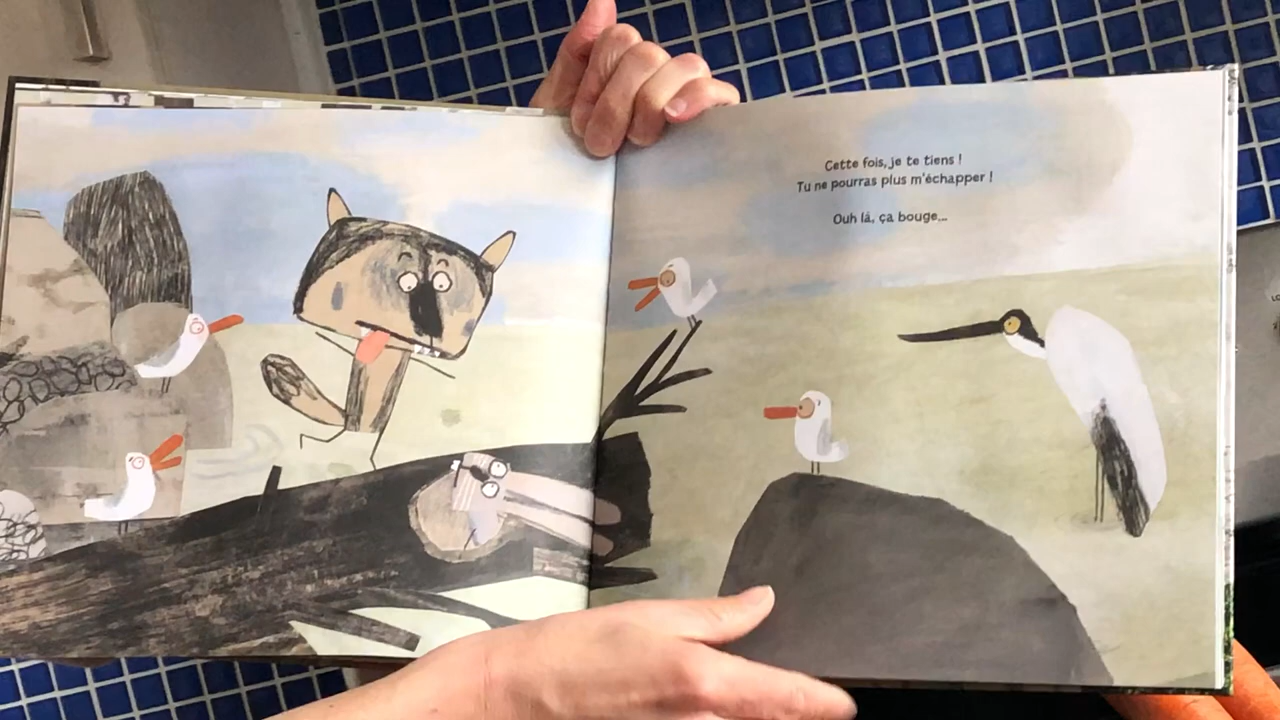 Cette fois, je te tiens !
Tu ne pourras plus m'échapper !
Ouh là, ça bouge...